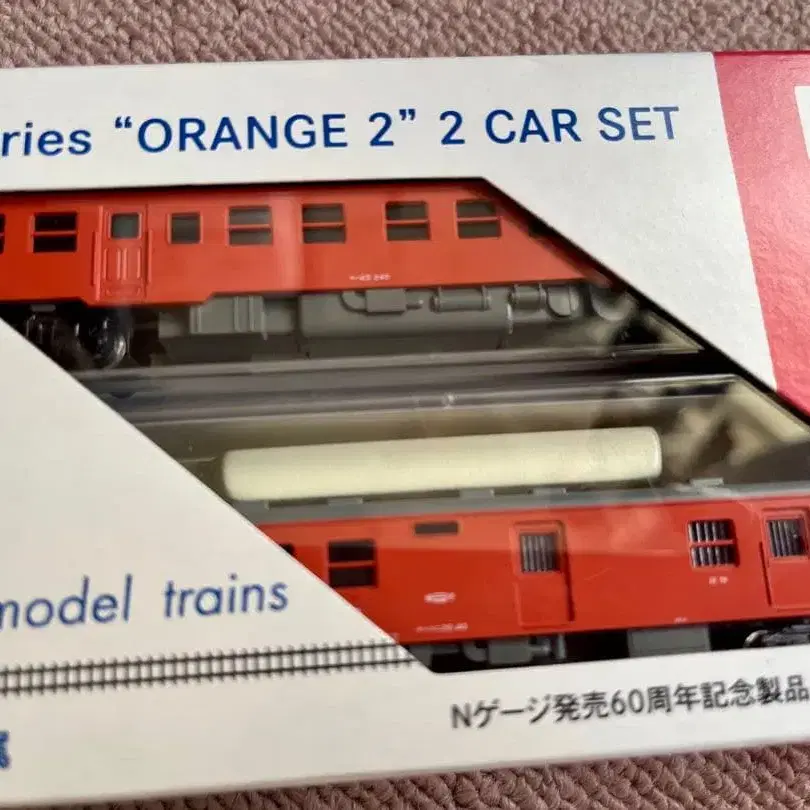 ries “ORANGE 2” 2 CAR SET
model trains
Nゲージ発売60周年記念製品